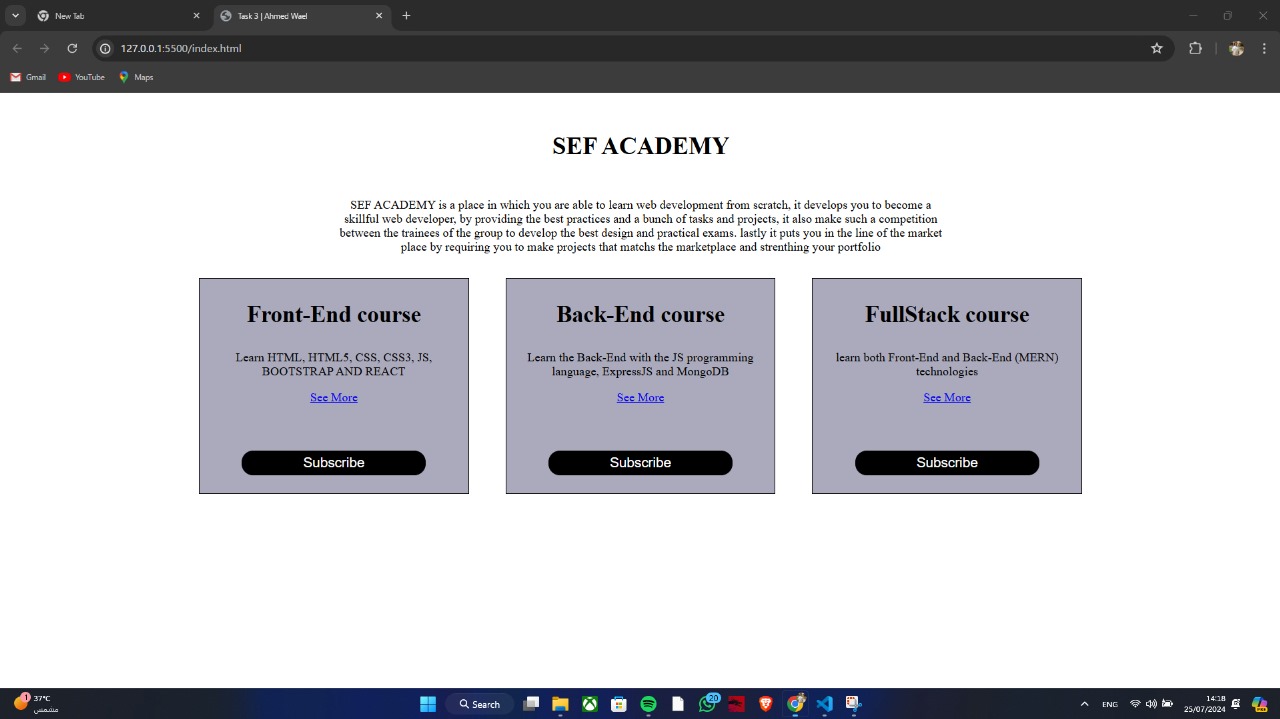 New Tab
Task 3 | Ahmed Wael
127.0.0.1:5500/index.html
Gmail
YouTube
Maps
SEF ACADEMY
SEF ACADEMY is a place in which you are able to learn web development from scratch, it develops you to become a
skillful web developer, by providing the best practices and a bunch of tasks and projects, it also make such a competition
between the trainees of the group to develop the best design and practical exams. lastly it puts you in the line of the market
place by requiring you to make projects that matchs the marketplace and strenthing your portfolio
Front-End course
Learn HTML, HTML5, CSS, CSS3, JS,
BOOTSTRAP AND REACT
See More
Subscribe
Back-End course
Learn the Back-End with the JS programming
language, ExpressJS and MongoDB
See More
Subscribe
FullStack course
learn both Front-End and Back-End (MERN)
technologies
See More
Subscribe
1
37°C
مشمس
Search
20
ENG
14:18
25/07/2024